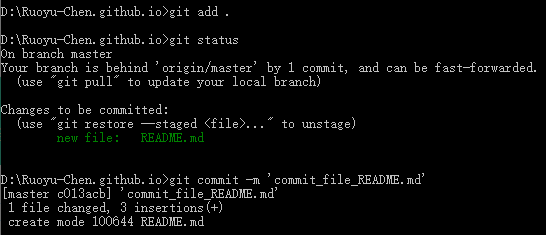 D:\Ruoyu-Chen.github.io>git add .
D:\Ruoyu-Chen.github.io>git status
On branch master
Your branch is behind 'origin/master' by 1 commit, and can be fast-forwarded.
  (use "git pull" to update your local branch)
Changes to be committed:
  (use "git restore --staged <file>..." to unstage)
        new file:   README.md
D:\Ruoyu-Chen.github.io>git commit -m 'commit_file_README.md'
[master c013acb] 'commit_file_README.md'
 1 file changed, 3 insertions(+)
 create mode 100644 README.md